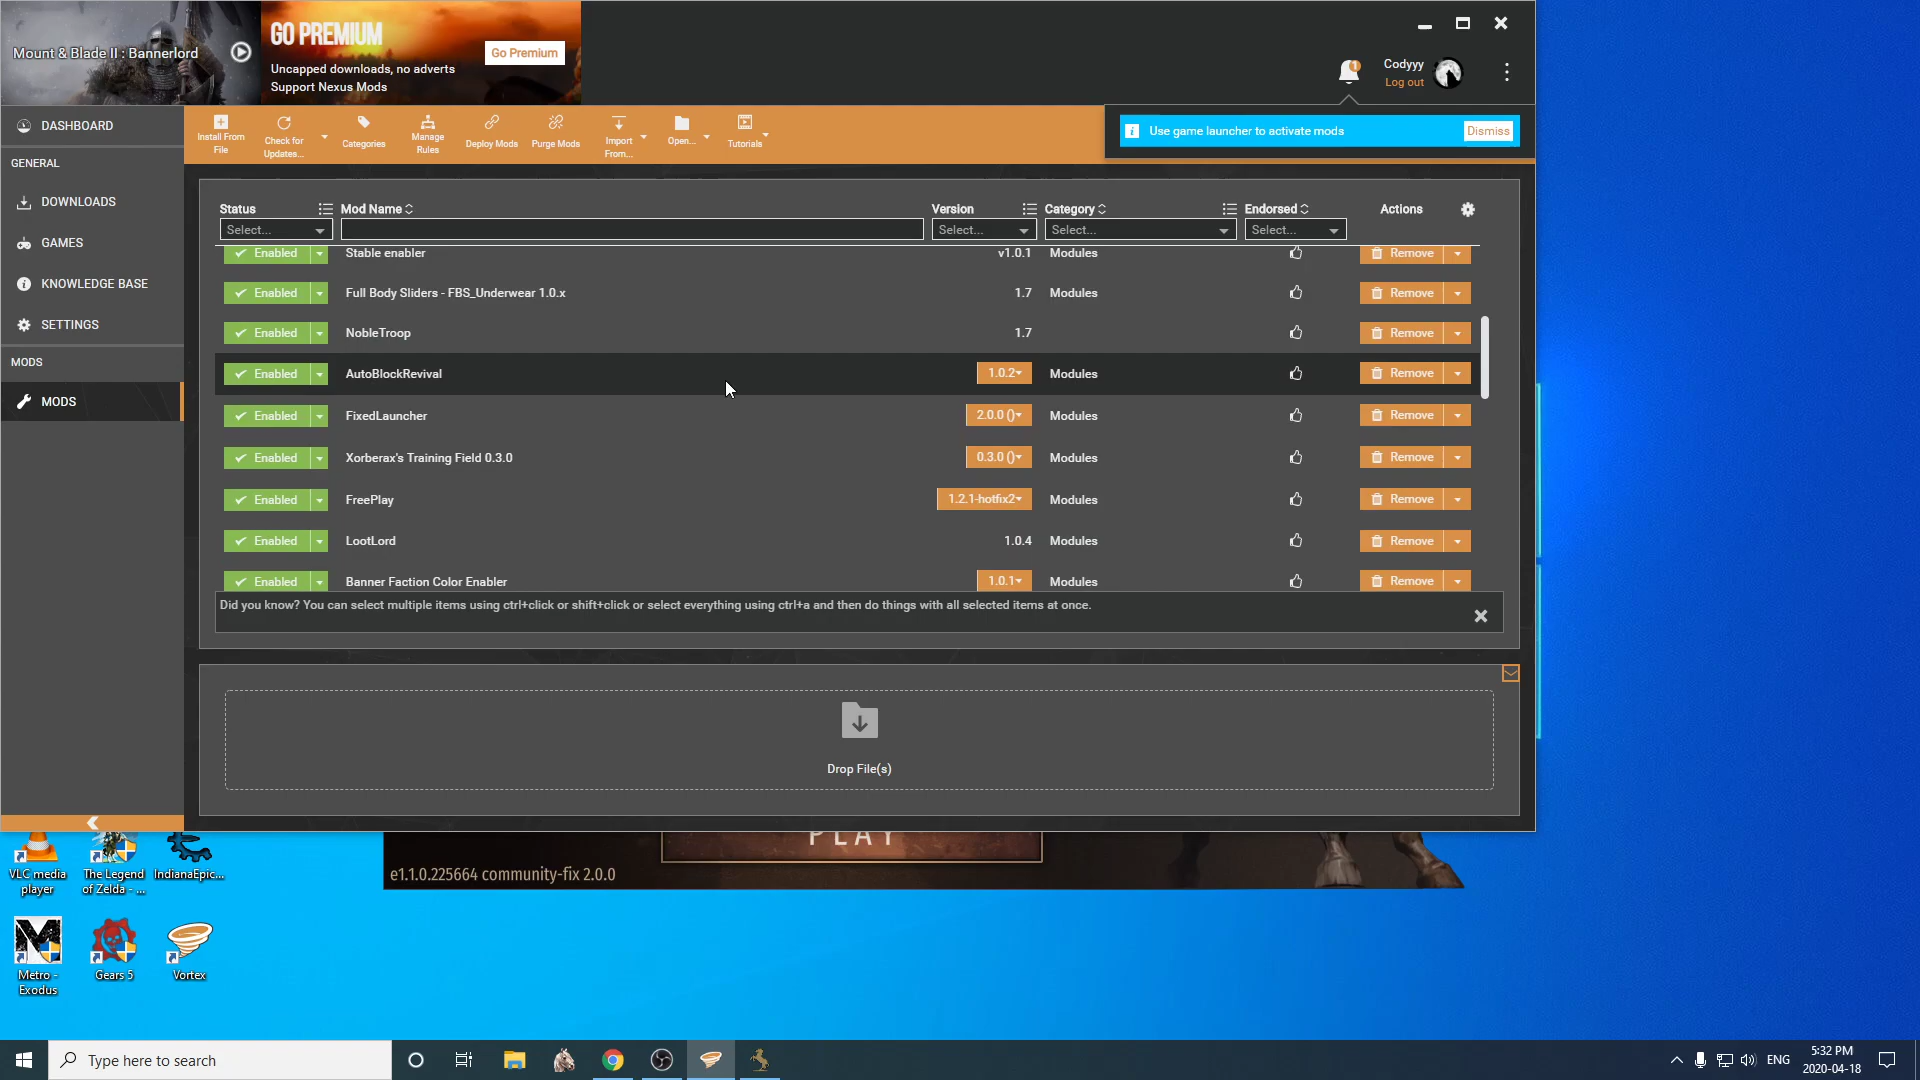 Mount & Blade II : Bannerlord
GO PREMIUM
Uncapped downloads, no adverts
Support Nexus Mods
Go Premium
1
Codyyy
Log out
DASHBOARD
GENERAL
DOWNLOADS
GAMES
KNOWLEDGE BASE
SETTINGS
MODS
MODS
Install From
File
Check for
Updates...
Categories
Manage
Rules
Deploy Mods
Purge Mods
Import
From...
Open...
Tutorials
Use game launcher to activate mods
Dismiss
Status
Mod Name
Version
Category
Endorsed
Actions
Select...
Select...
Select...
Select...
Enabled Stable enabler v1.0.1 Modules Remove
Enabled Full Body Sliders - FBS_Underwear 1.0.x 1.7 Modules Remove
Enabled NobleTroop 1.7 Remove
Enabled AutoBlockRevival 1.0.2 Modules Remove
Enabled FixedLauncher 2.0.0 () Modules Remove
Enabled Xorberax's Training Field 0.3.0 0.3.0 () Modules Remove
Enabled FreePlay 1.2.1-hotfix2 Modules Remove
Enabled LootLord 1.0.4 Modules Remove
Enabled Banner Faction Color Enabler 1.0.1 Modules Remove
Did you know? You can select multiple items using ctrl+click or shift+click or select everything using ctrl+a and then do things with all selected items at once.
Drop File(s)
PLAY
e1.1.0.225664 community-fix 2.0.0
VLC media
player
The Legend
of Zelda - ...
IndianaEpic...
Metro -
Exodus
Gears 5
Vortex
Type here to search
ENG
5:32 PM
2020-04-18